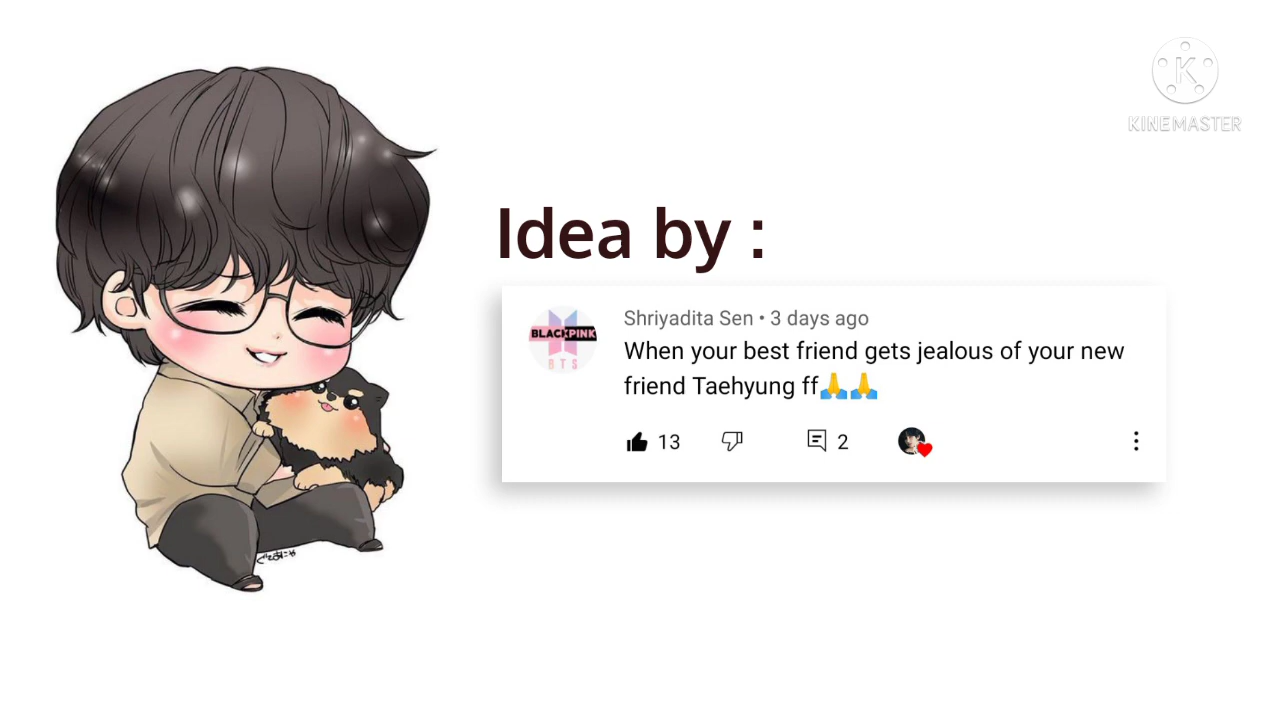 KINEMASTER
Idea by :
Shriyadita Sen • 3 days ago
BLACKPINK
BTS
When your best friend gets jealous of your new
friend Taehyung ff🙏🙏
13
2